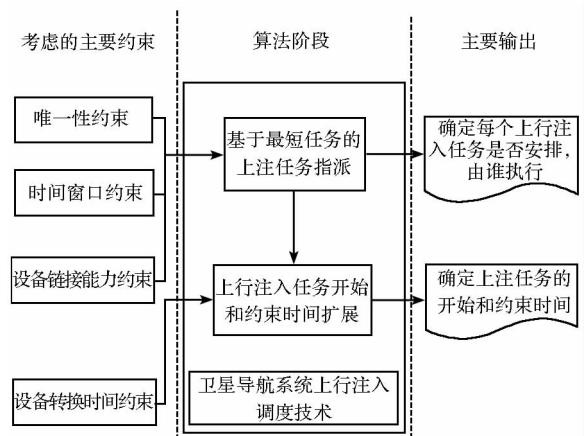 考虑的主要约束
算法阶段
主要输出
唯一性约束
时间窗口约束
设备链接能力约束
设备转换时间约束
基于最短任务的
上注任务指派
上行注入任务开始
和约束时间扩展
卫星导航系统上行注入
调度技术
确定每个上行注
入任务是否安排，
由谁执行
确定上注任务的
开始和约束时间